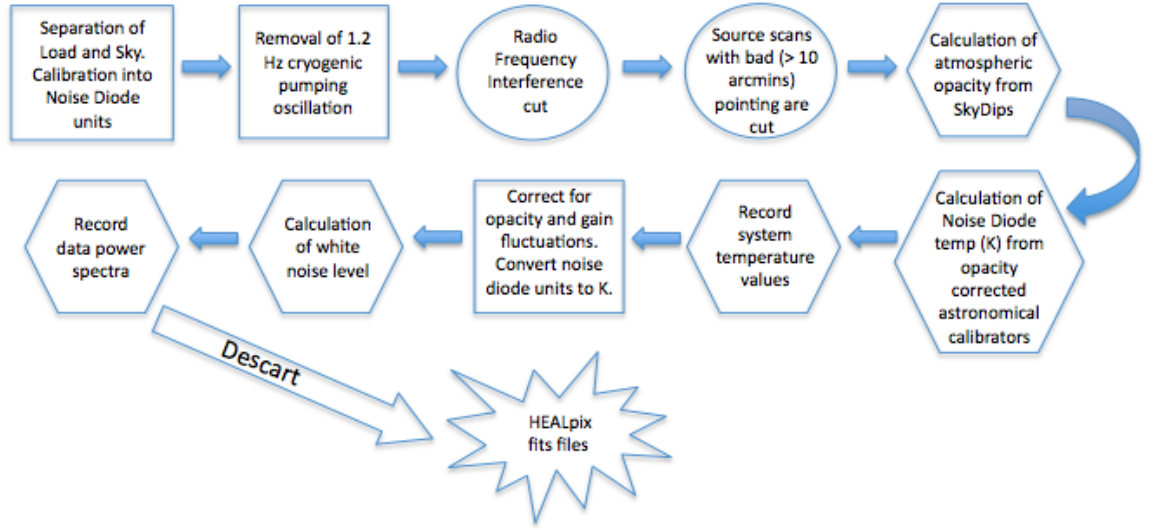 Separation of
Load and Sky.
Calibration into
Noise Diode
units
Removal of 1.2
Hz cryogenic
pumping
oscillation
Radio
Frequency
Interference
cut
Source scans
with bad (> 10
arcmins)
pointing are
cut
Calculation of
atmospheric
opacity from
SkyDips
Calculation of
Noise Diode
temp (K) from
opacity
corrected
astronomical
calibrators
Record
system
temperature
values
Correct for
opacity and gain
fluctuations.
Convert noise
diode units to K.
Calculation
of white
noise level
Record
data power
spectra
Descart
HEALpix
fits files